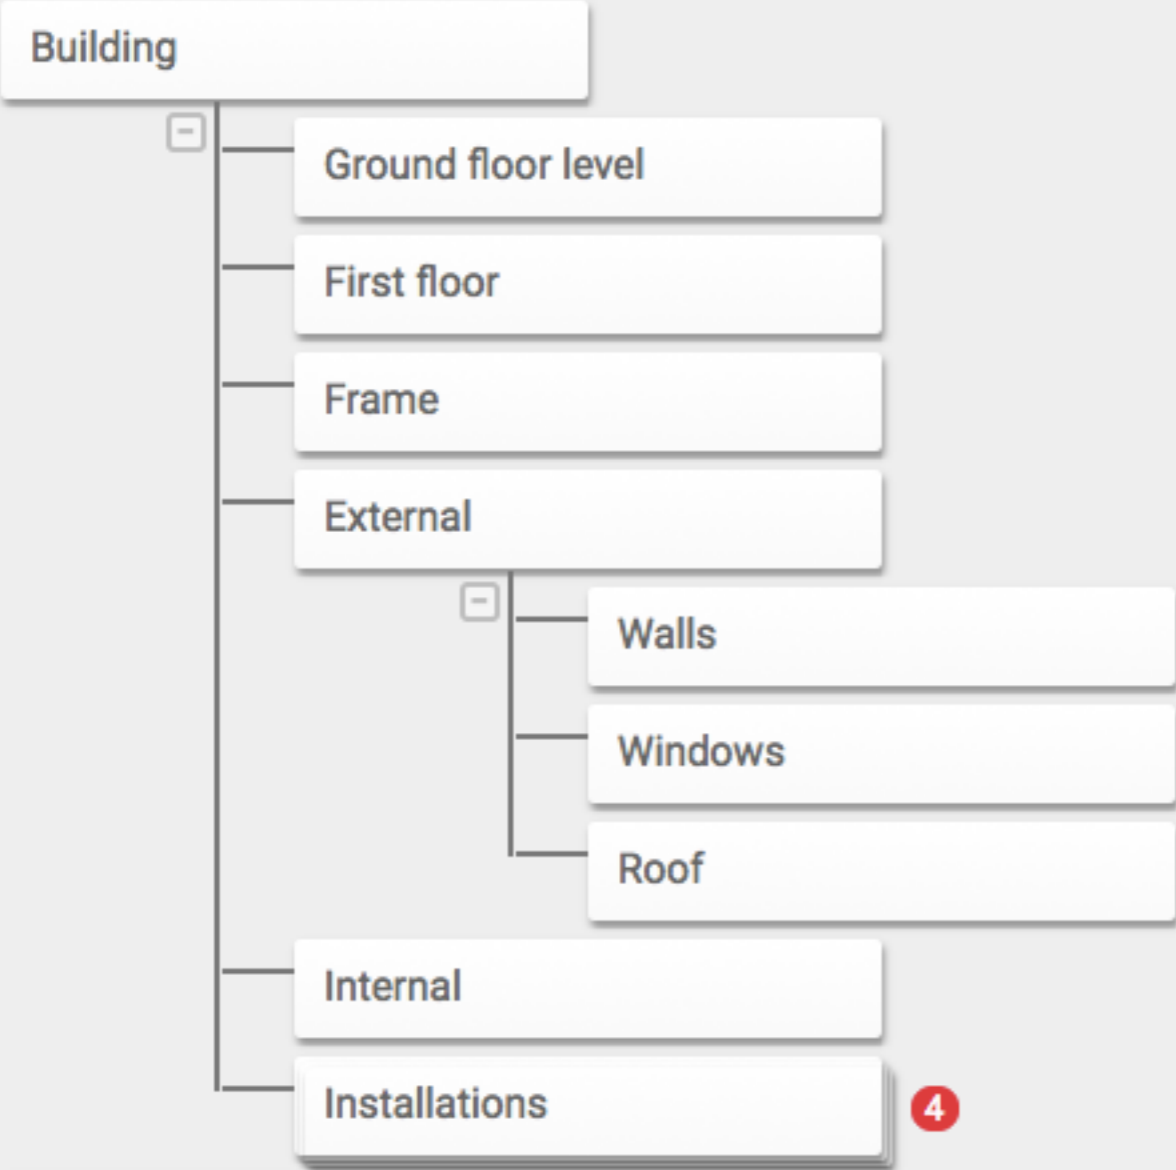 Building
Ground floor level
First floor
Frame
External
Walls
Windows
Roof
Internal
Installations
4